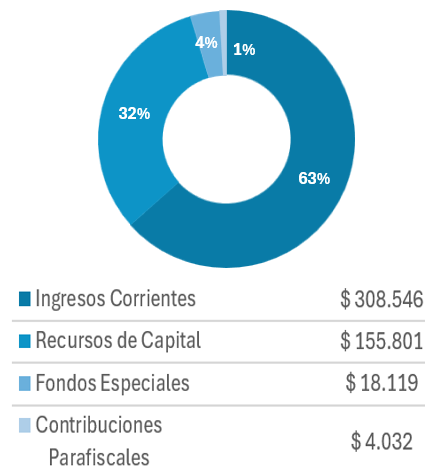 4%
1%
32%
63%
Ingresos Corrientes $ 308.546
Recursos de Capital $ 155.801
Fondos Especiales $ 18.119
Contribuciones
Parafiscales $ 4.032